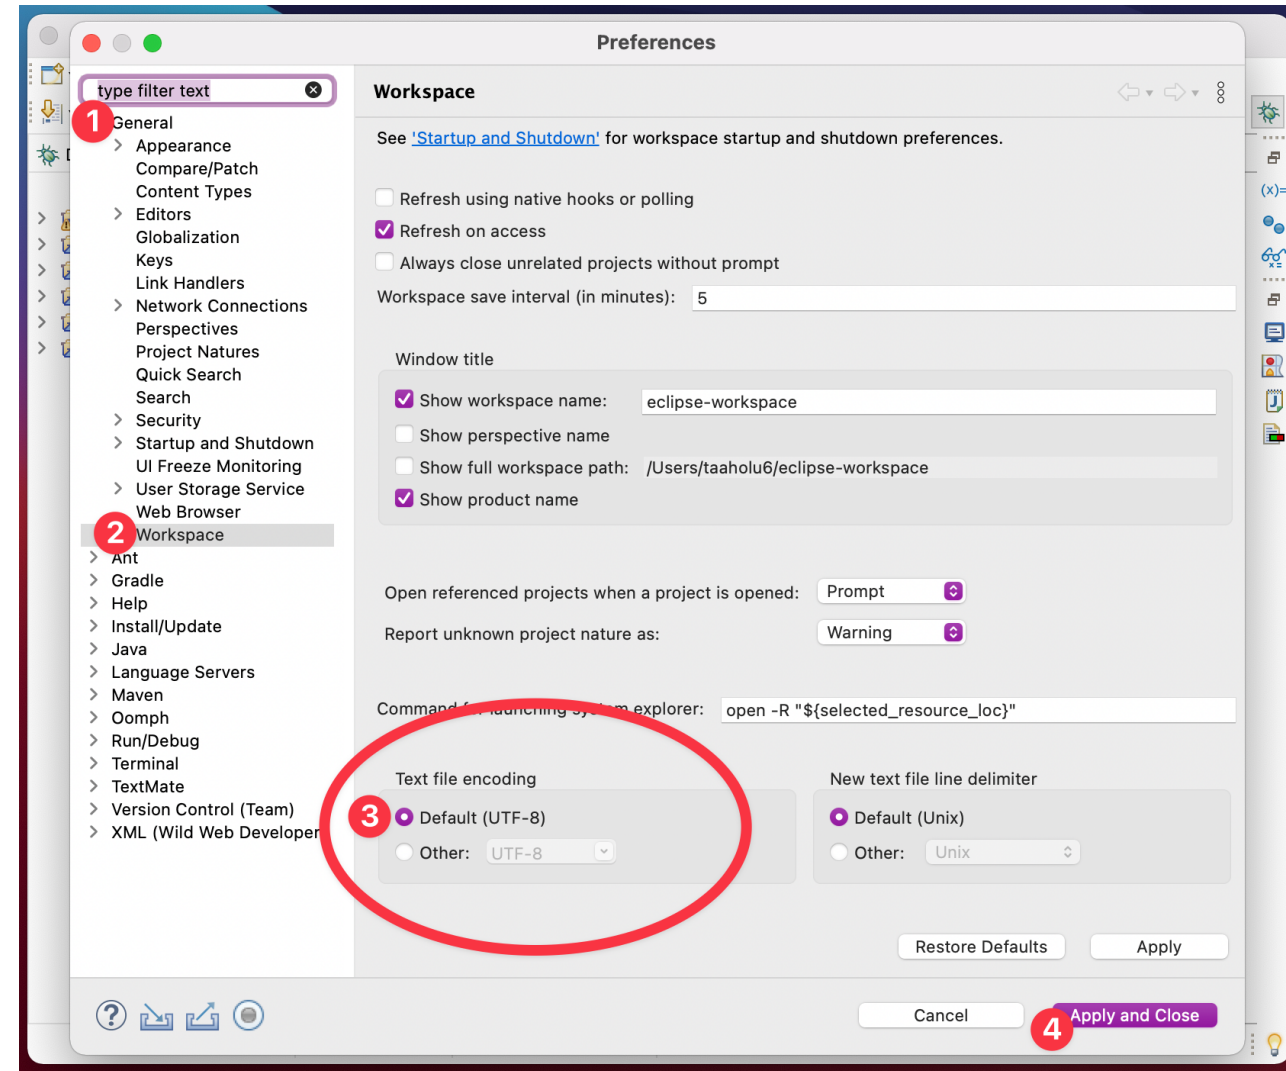 Preferences
type filter text
1
General
Appearance
Compare/Patch
Content Types
Editors
Globalization
Keys
Link Handlers
Network Connections
Perspectives
Project Natures
Quick Search
Search
Security
Startup and Shutdown
UI Freeze Monitoring
User Storage Service
Web Browser
2
Workspace
Ant
Gradle
Help
Install/Update
Java
Language Servers
Maven
Oomph
Run/Debug
Terminal
TextMate
Version Control (Team)
XML (Wild Web Developer
Workspace
See 'Startup and Shutdown' for workspace startup and shutdown preferences.
Refresh using native hooks or polling
Refresh on access
Always close unrelated projects without prompt
Workspace save interval (in minutes): 5
Window title
Show workspace name: eclipse-workspace
Show perspective name
Show full workspace path: /Users/taaholu6/eclipse-workspace
Show product name
Open referenced projects when a project is opened: Prompt
Report unknown project nature as: Warning
Command for launching system explorer: open -R "${selected_resource_loc}"
Text file encoding
3
Default (UTF-8)
Other: UTF-8
New text file line delimiter
Default (Unix)
Other: Unix
Restore Defaults
Apply
?
Cancel
4
Apply and Close
(x)=